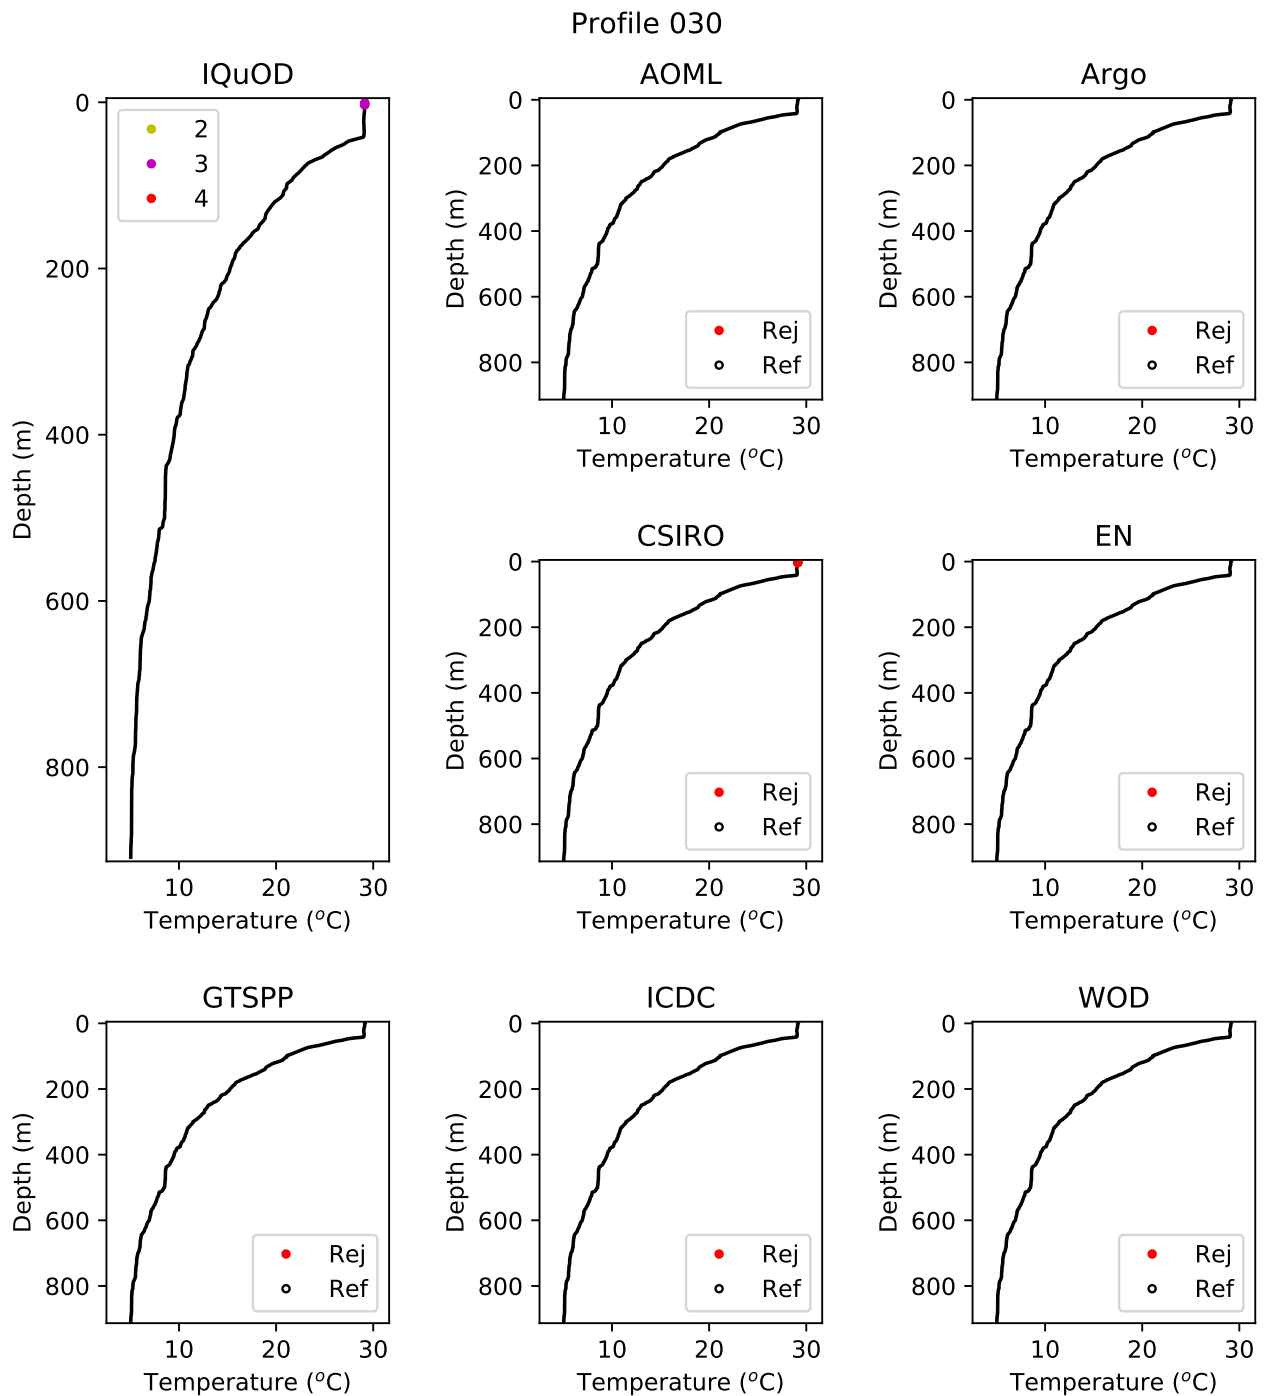 Profile 030
IQuOD
0
200
400
600
800
Depth (m)
2
3
4
10 20 30
Temperature (°C)
AOML
0
200
400
600
800
Depth (m)
Rej
Ref
10 20 30
Temperature (°C)
Argo
0
200
400
600
800
Depth (m)
Rej
Ref
10 20 30
Temperature (°C)
CSIRO
0
200
400
600
800
Depth (m)
Rej
Ref
10 20 30
Temperature (°C)
EN
0
200
400
600
800
Depth (m)
Rej
Ref
10 20 30
Temperature (°C)
GTSPP
0
200
400
600
800
Depth (m)
Rej
Ref
10 20 30
Temperature (°C)
ICDC
0
200
400
600
800
Depth (m)
Rej
Ref
10 20 30
Temperature (°C)
WOD
0
200
400
600
800
Depth (m)
Rej
Ref
10 20 30
Temperature (°C)